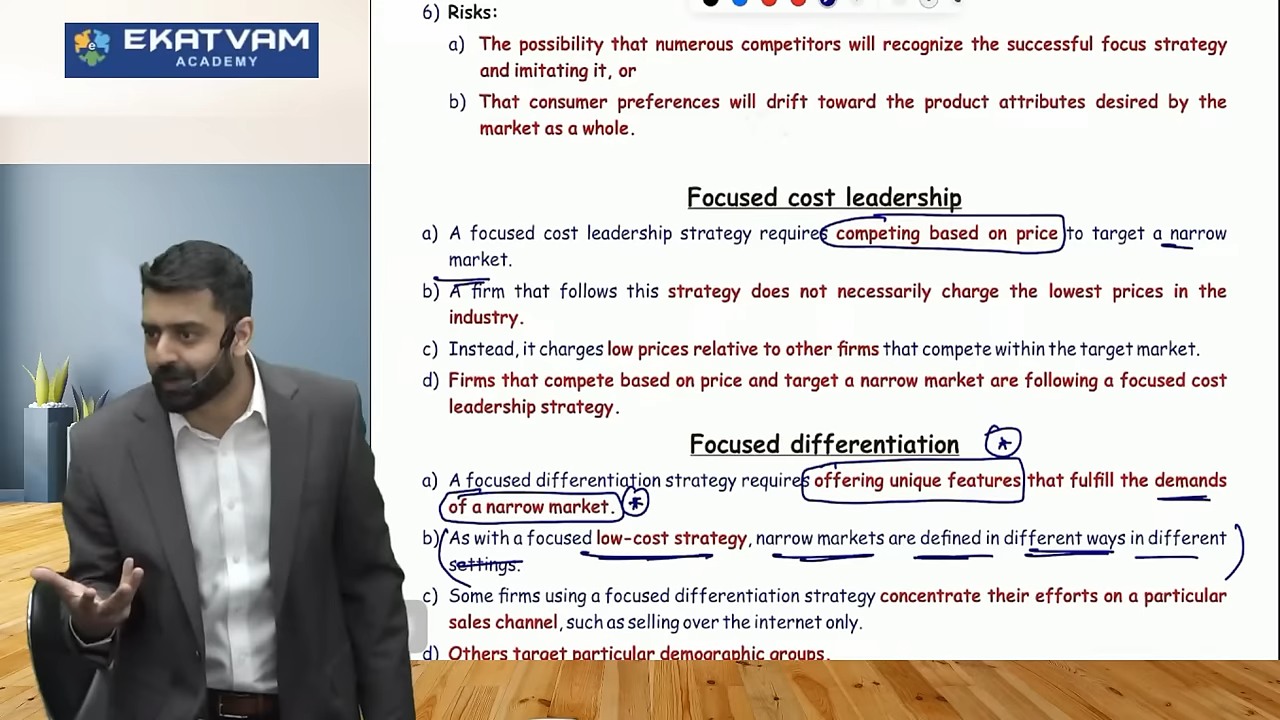 EKATVAM
ACADEMY
6) Risks:
a) The possibility that numerous competitors will recognize the successful focus strategy
and imitating it, or
b) That consumer preferences will drift toward the product attributes desired by the
market as a whole.
Focused cost leadership
a) A focused cost leadership strategy requires competing based on price to target a narrow
market.
b) A firm that follows this strategy does not necessarily charge the lowest prices in the
industry.
c) Instead, it charges low prices relative to other firms that compete within the target market.
d) Firms that compete based on price and target a narrow market are following a focused cost
leadership strategy.
Focused differentiation
a) A focused differentiation strategy requires offering unique features that fulfill the demands
of a narrow market.
b) As with a focused low-cost strategy, narrow markets are defined in different ways in different
settings.
c) Some firms using a focused differentiation strategy concentrate their efforts on a particular
sales channel, such as selling over the internet only.
d) Others target particular demographic groups.